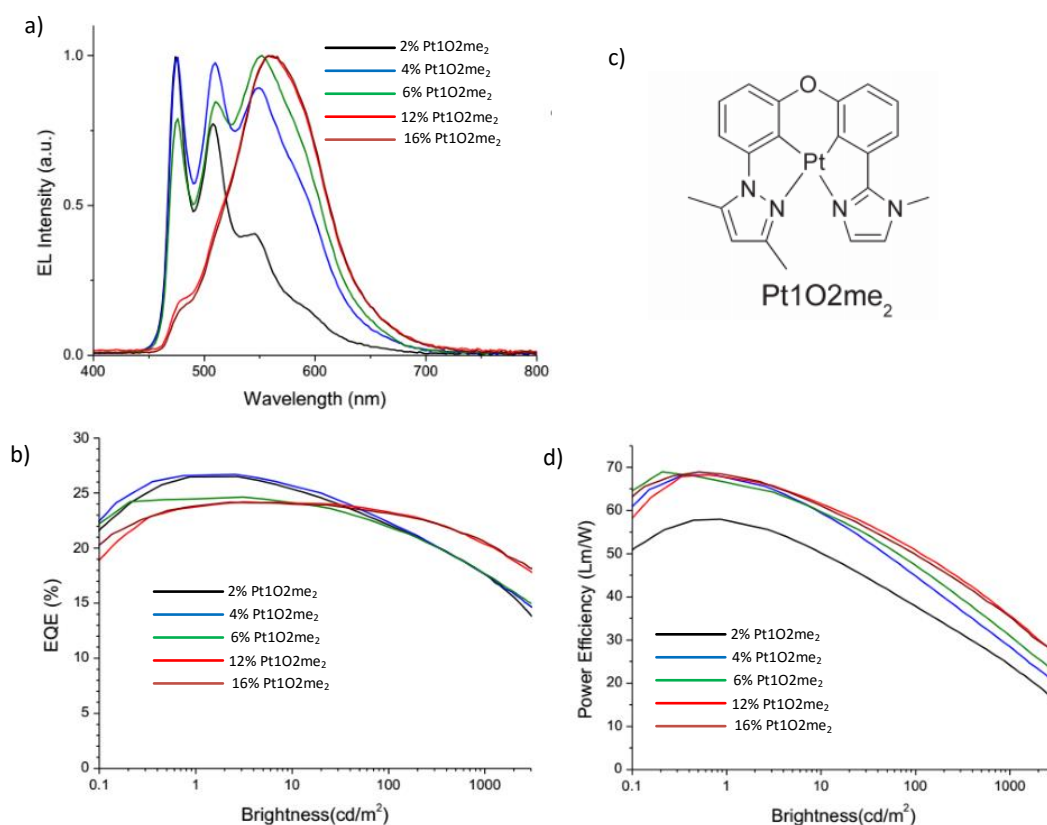 a)
1.0
0.5
0.0
EL Intensity (a.u.)
2% Pt1O2me₂
4% Pt1O2me₂
6% Pt1O2me₂
12% Pt1O2me₂
16% Pt1O2me₂
400 500 600 700 800
Wavelength (nm)
c)
O
Pt
N N N N
Pt1O2me₂
b)
30
25
20
15
10
5
0
EQE (%)
2% Pt1O2me₂
4% Pt1O2me₂
6% Pt1O2me₂
12% Pt1O2me₂
16% Pt1O2me₂
0.1 1 10 100 1000
Brightness(cd/m²)
d)
70
60
50
40
30
20
10
0
Power Efficiency (Lm/W)
2% Pt1O2me₂
4% Pt1O2me₂
6% Pt1O2me₂
12% Pt1O2me₂
16% Pt1O2me₂
0.1 1 10 100 1000
Brightness(cd/m²)